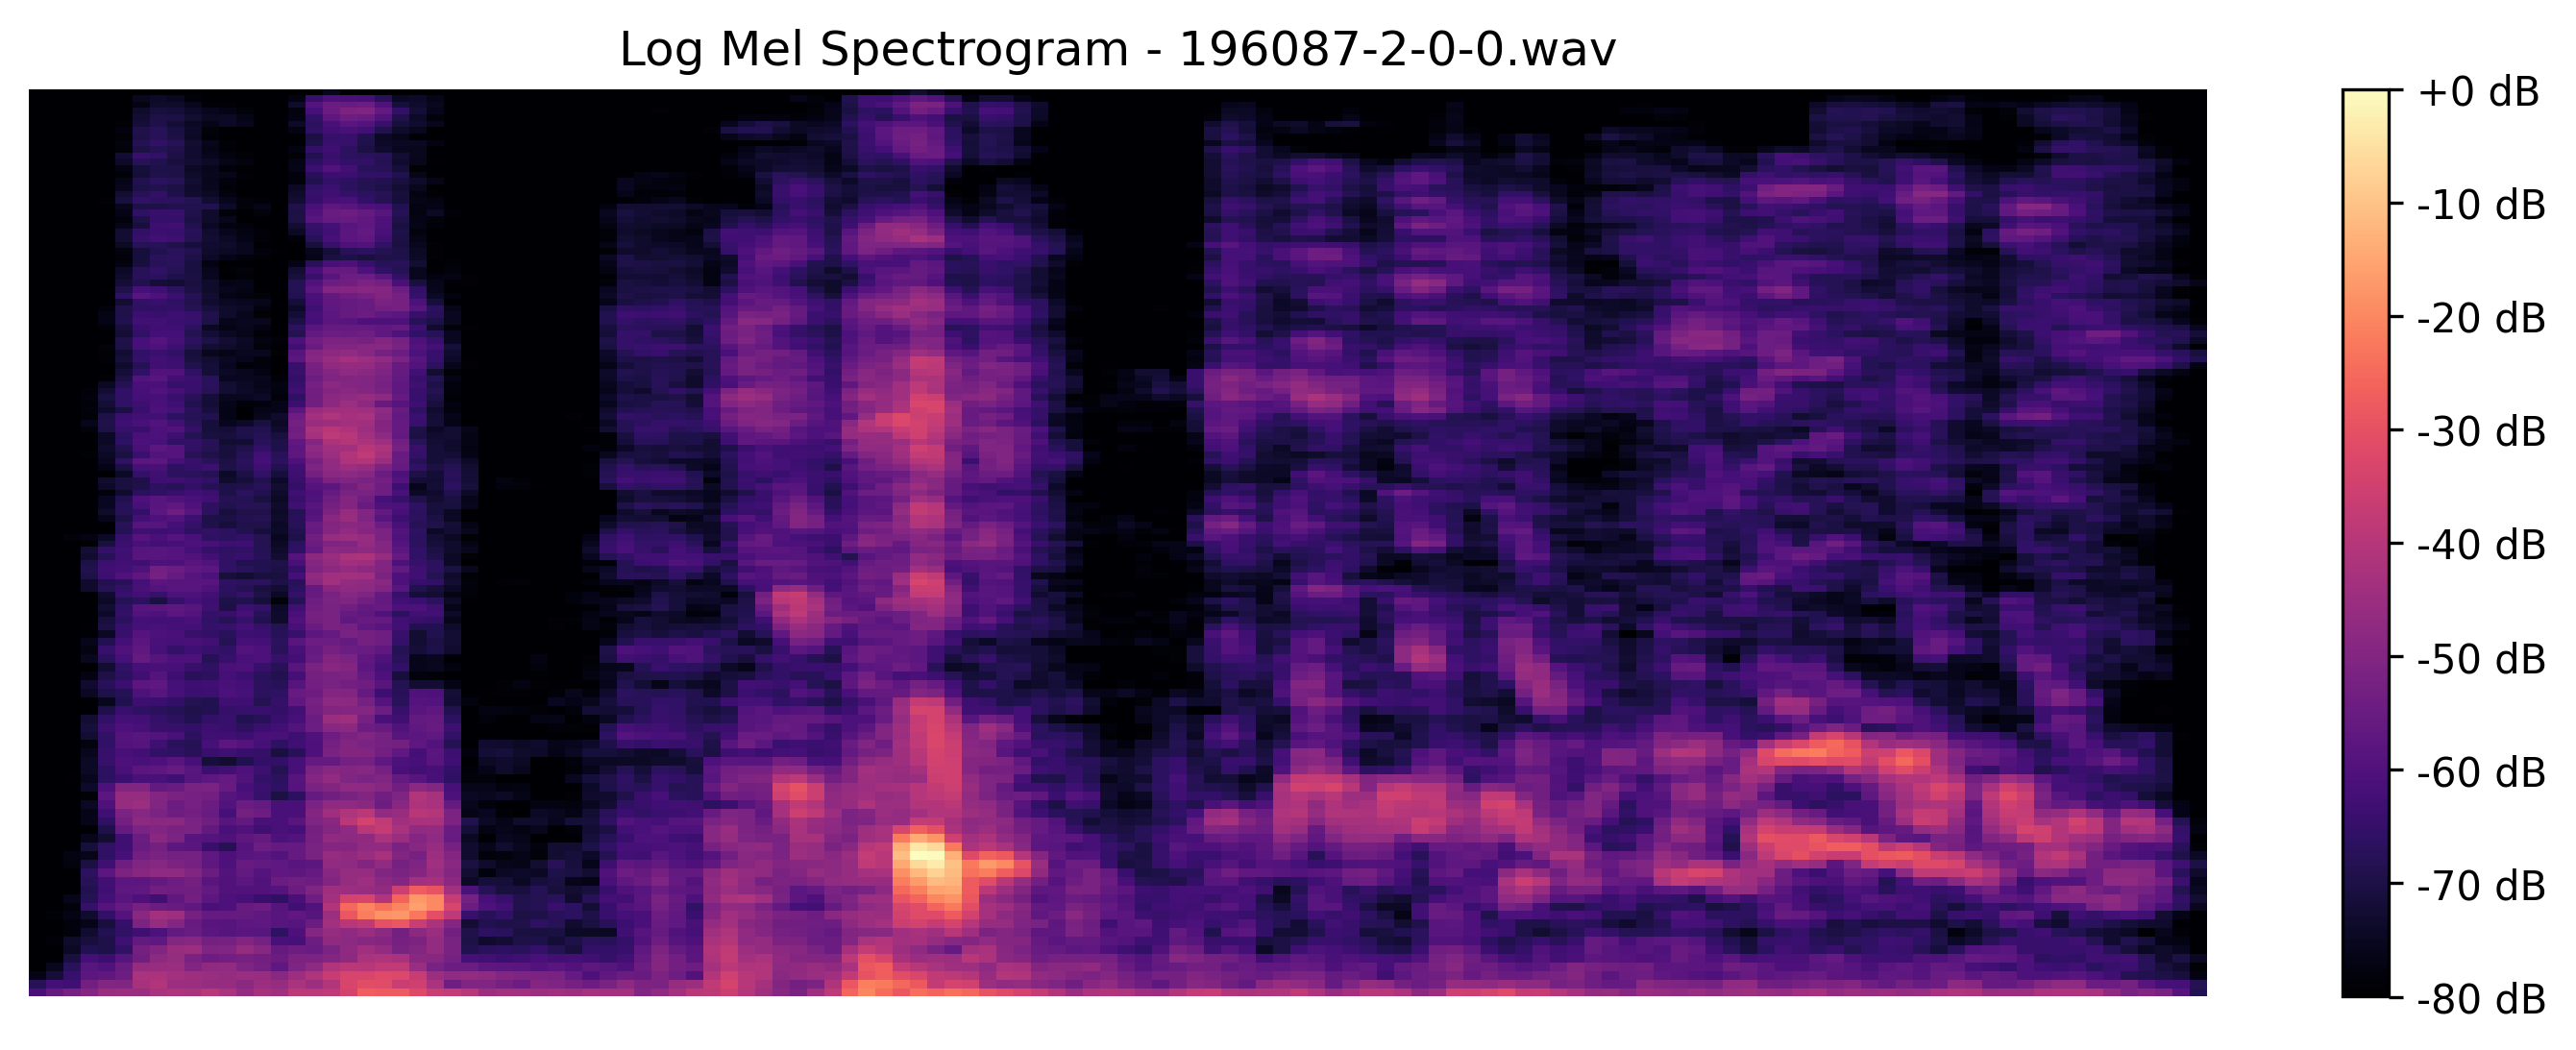 Log Mel Spectrogram - 196087-2-0-0.wav
+0 dB
-10 dB
-20 dB
-30 dB
-40 dB
-50 dB
-60 dB
-70 dB
-80 dB